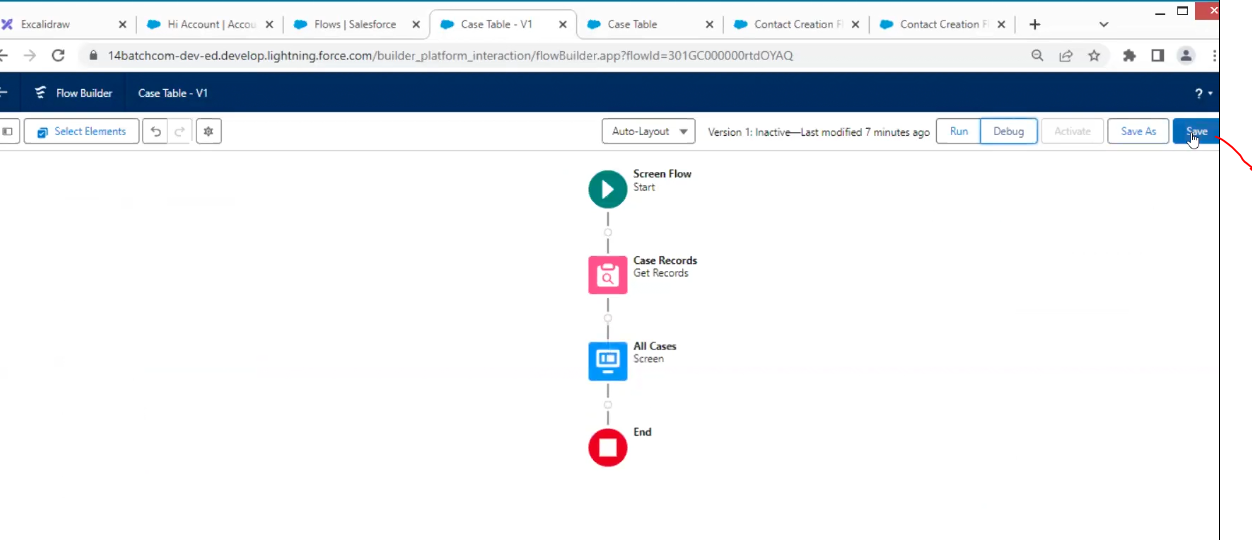 Excalidraw
Hi Account | Accou
Flows | Salesforce
Case Table - V1
Case Table
Contact Creation F
Contact Creation F
14batchcom-dev-ed.develop.lightning.force.com/builder_platform_interaction/flowBuilder.app?flowId=301GC000000rtdOYAQ
Flow Builder
Case Table - V1
?
Select Elements
Auto-Layout
Version 1: Inactive—Last modified 7 minutes ago
Run
Debug
Activate
Save As
Save
Screen Flow
Start
Case Records
Get Records
All Cases
Screen
End